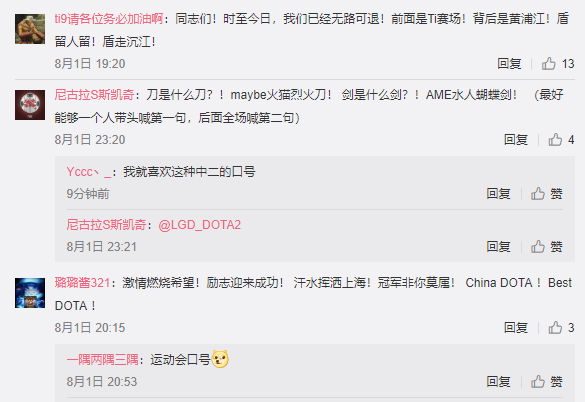 ti9请各位务必加油啊：同志们！时至今日，我们已经无路可退！前面是Ti赛场！背后是黄浦江！盾
留人留！盾走沉江！
8月1日 19:20 回复 13
尼古拉S斯凯奇：刀是什么刀？！maybe火猫烈火刀！ 剑是什么剑？！AME水人蝴蝶剑！ （最好
能够一个人带头喊第一句，后面全场喊第二句）
8月1日 23:20 回复 4
Yccc丶_：我就喜欢这种中二的口号
9分钟前 回复 赞
尼古拉S斯凯奇：@LGD_DOTA2
8月1日 23:21 回复 赞
璐璐酱321：激情燃烧希望！励志迎来成功！ 汗水挥洒上海！冠军非你莫属！ China DOTA ！Best
DOTA ！
8月1日 20:15 回复 3
一隅两隅三隅：运动会口号
8月1日 20:53 回复 赞